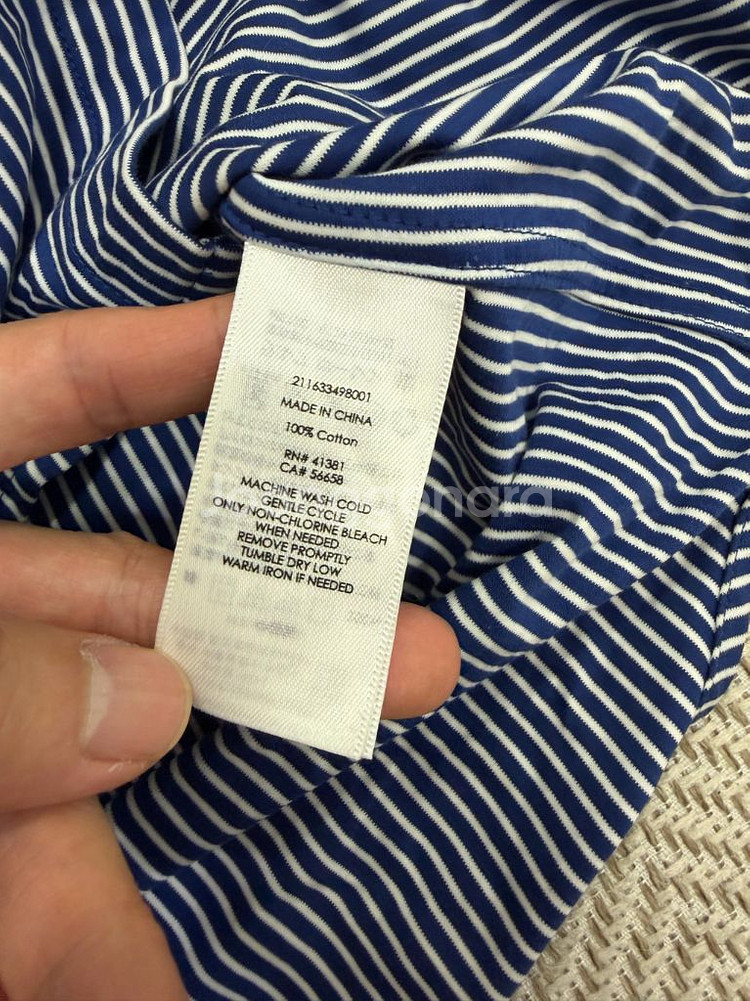 211633498001
MADE IN CHINA
100% Cotton
RN# 41381
CA# 56658
MACHINE WASH COLD
GENTLE CYCLE
ONLY NON-CHLORINE BLEACH
WHEN NEEDED
REMOVE PROMPTLY
TUMBLE DRY LOW
WARM IRON IF NEEDED